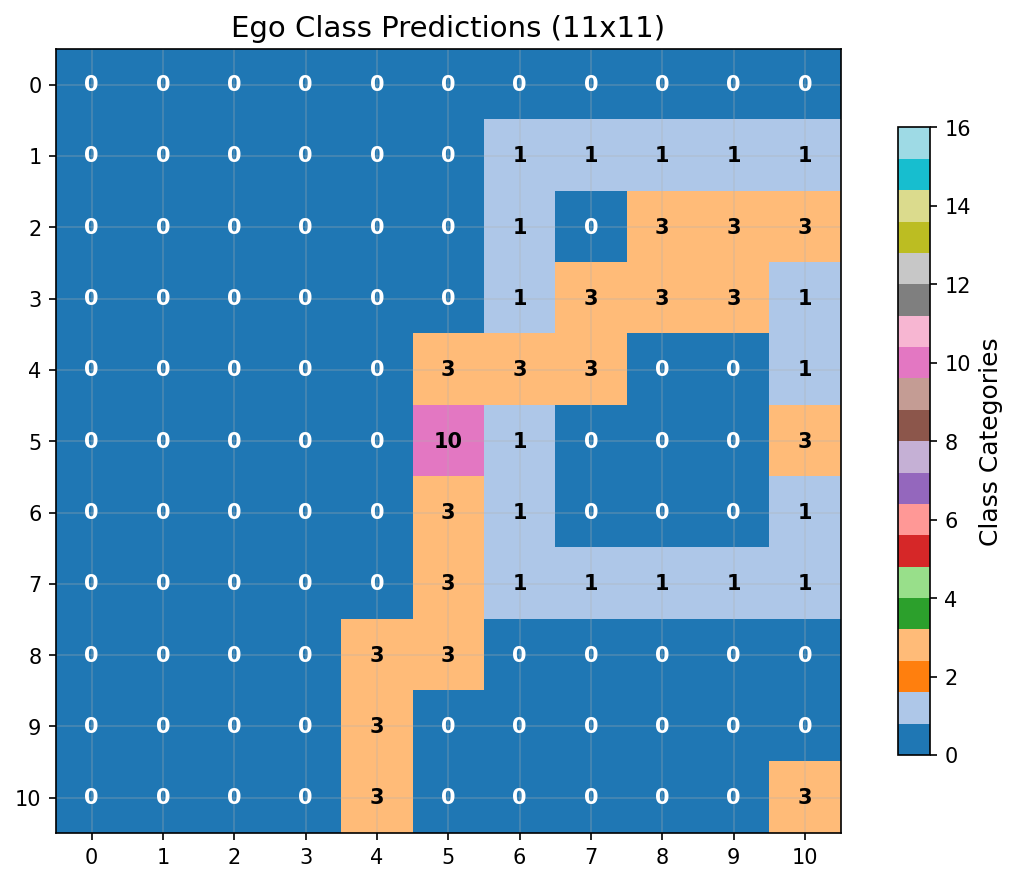 Ego Class Predictions (11x11)
0 0 0 0 0 0 0 0 0 0 0 0
1 0 0 0 0 0 0 1 1 1 1 1
2 0 0 0 0 0 0 1 0 3 3 3
3 0 0 0 0 0 0 1 3 3 3 1
4 0 0 0 0 0 3 3 3 0 0 1
5 0 0 0 0 0 10 1 0 0 0 3
6 0 0 0 0 0 3 1 0 0 0 1
7 0 0 0 0 0 3 1 1 1 1 1
8 0 0 0 0 3 3 0 0 0 0 0
9 0 0 0 0 3 0 0 0 0 0 0
10 0 0 0 0 3 0 0 0 0 0 3
0 1 2 3 4 5 6 7 8 9 10
16
14
12
10
8
6
4
2
0
Class Categories